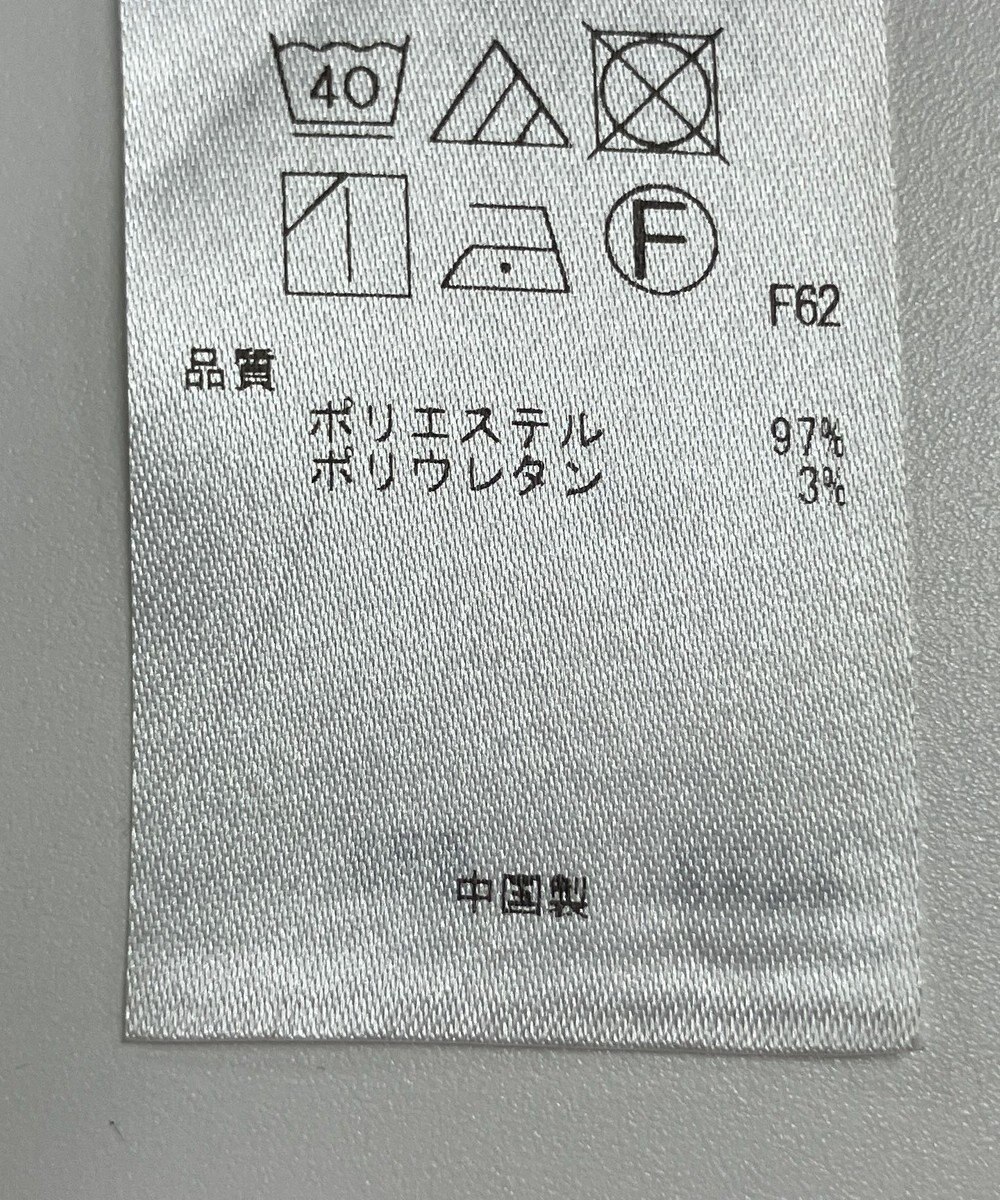 40
F
F62
品質
ポリエステル 97%
ポリウレタン 3%
中国製